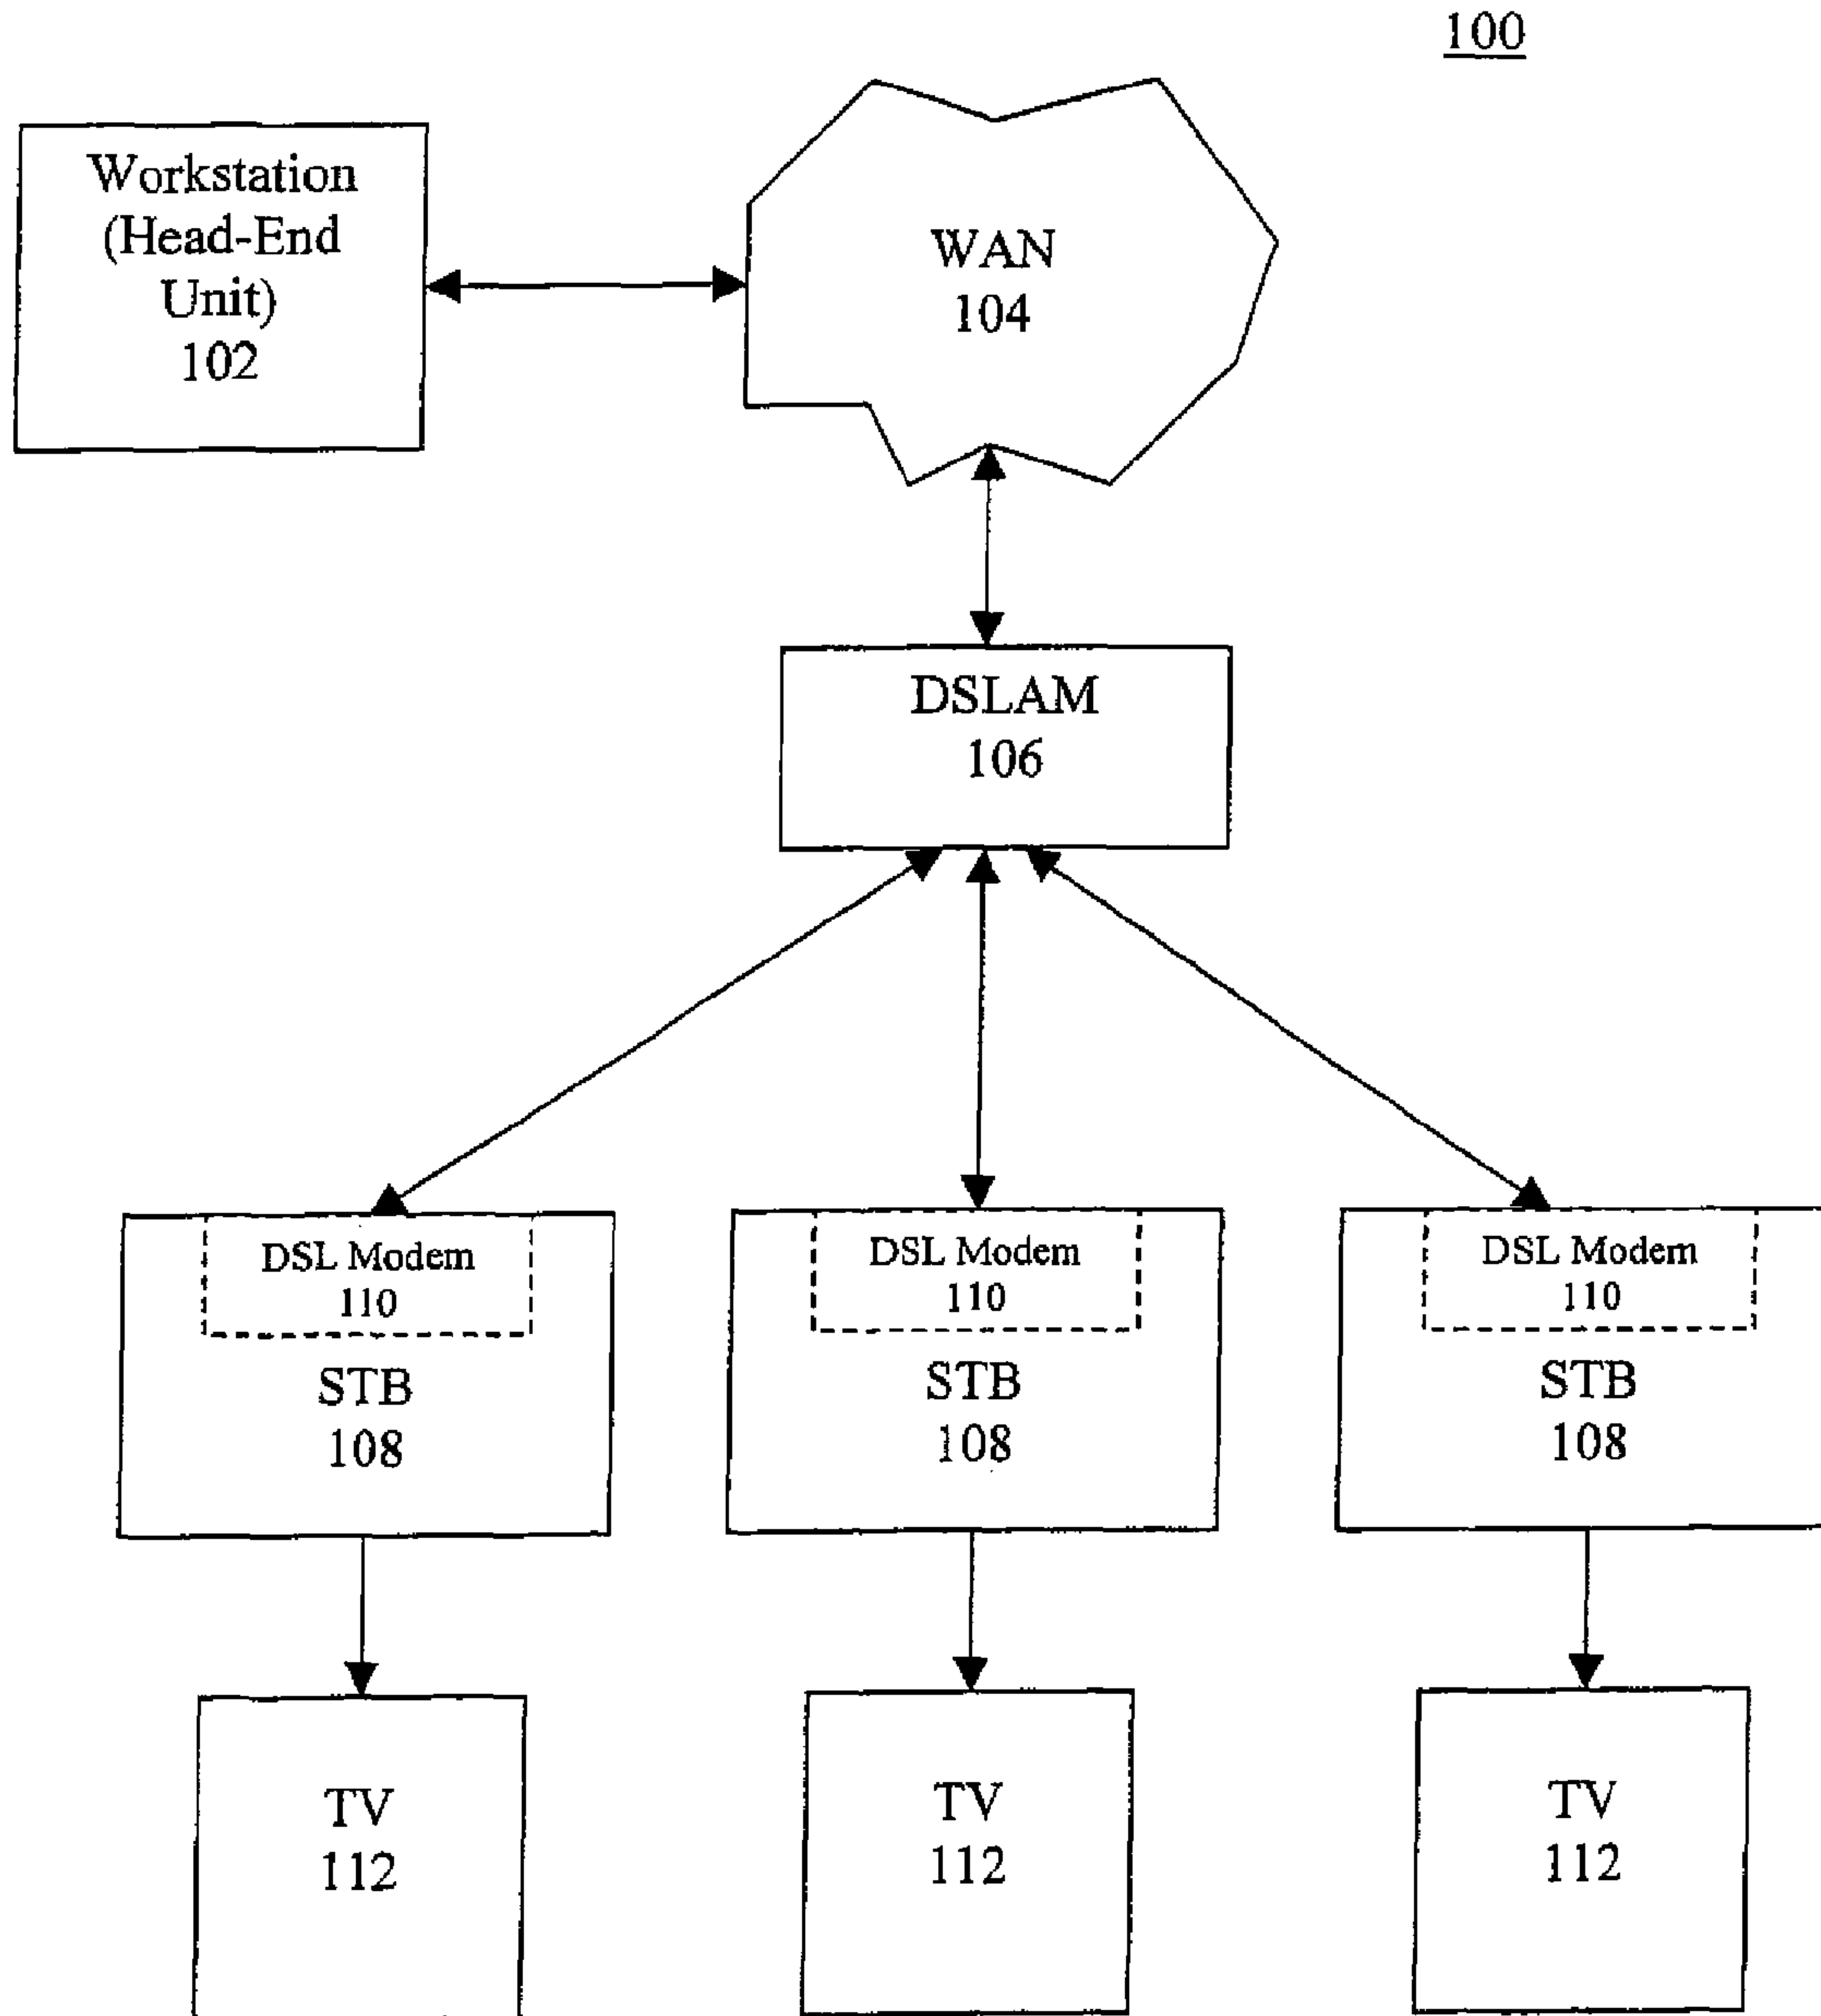 100
Workstation
(Head-End
Unit)
102
WAN
104
DSLAM
106
DSL Modem
110
STB
108
DSL Modem
110
STB
108
DSL Modem
110
STB
108
TV
112
TV
112
TV
112